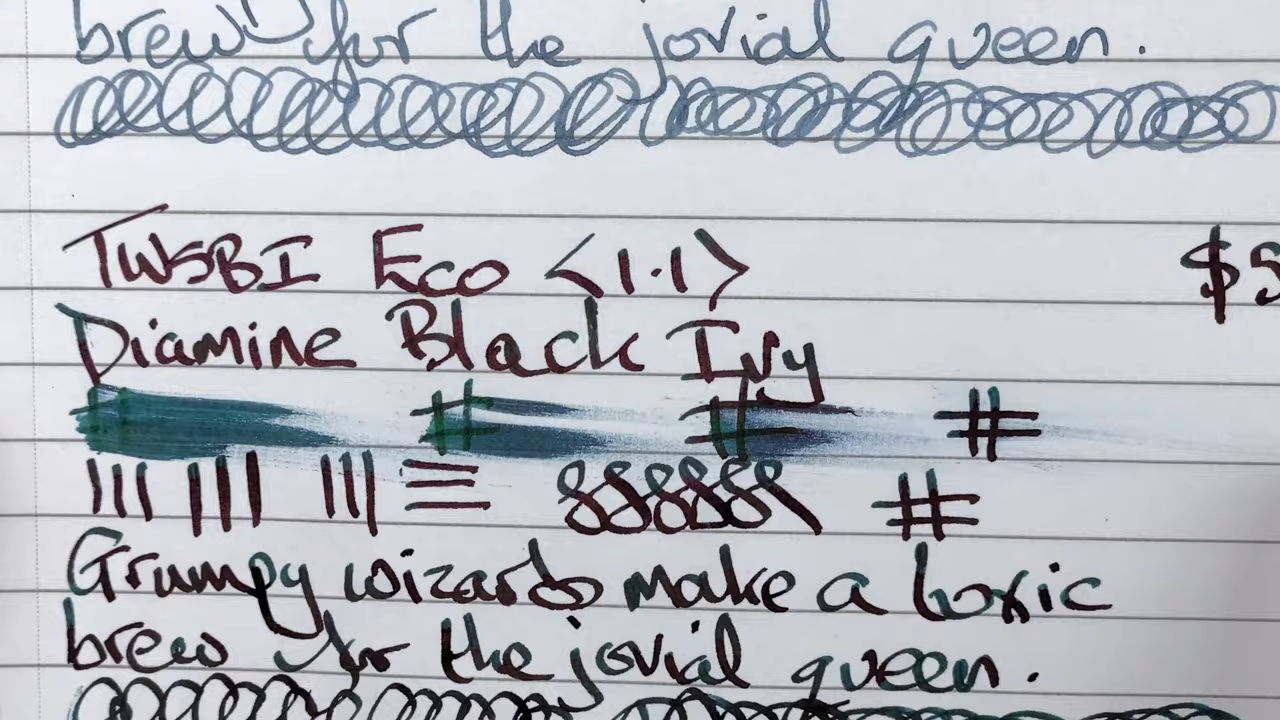 brew for the jovial queen.
TWSBI Eco <1.1> $
Diamine Black Ivy
# # # #
#
Grumpy wizards make a toxic
brew for the jovial queen.